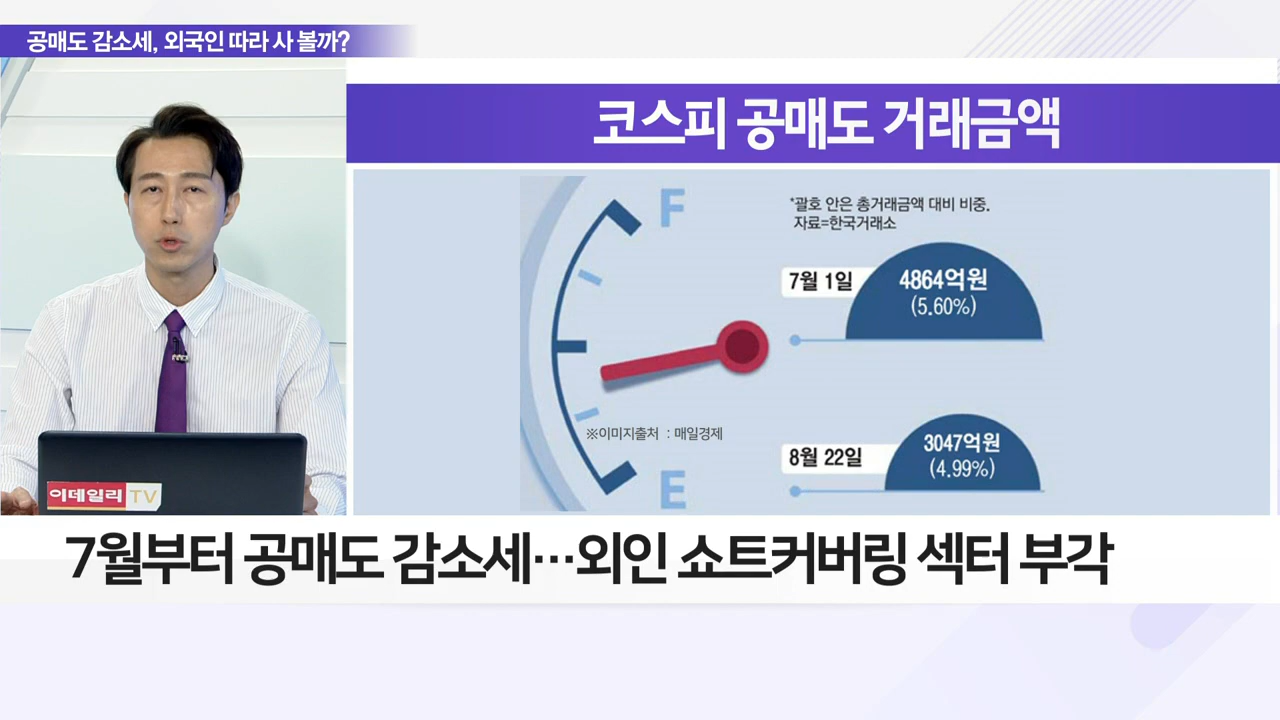 공매도 감소세, 외국인 따라 사 볼까?
코스피 공매도 거래금액
F
*괄호 안은 총거래금액 대비 비중.
자료=한국거래소
7월 1일
4864억원
(5.60%)
※이미지출처 : 매일경제
8월 22일
3047억원
(4.99%)
E
이데일리 TV
7월부터 공매도 감소세…외인 쇼트커버링 섹터 부각